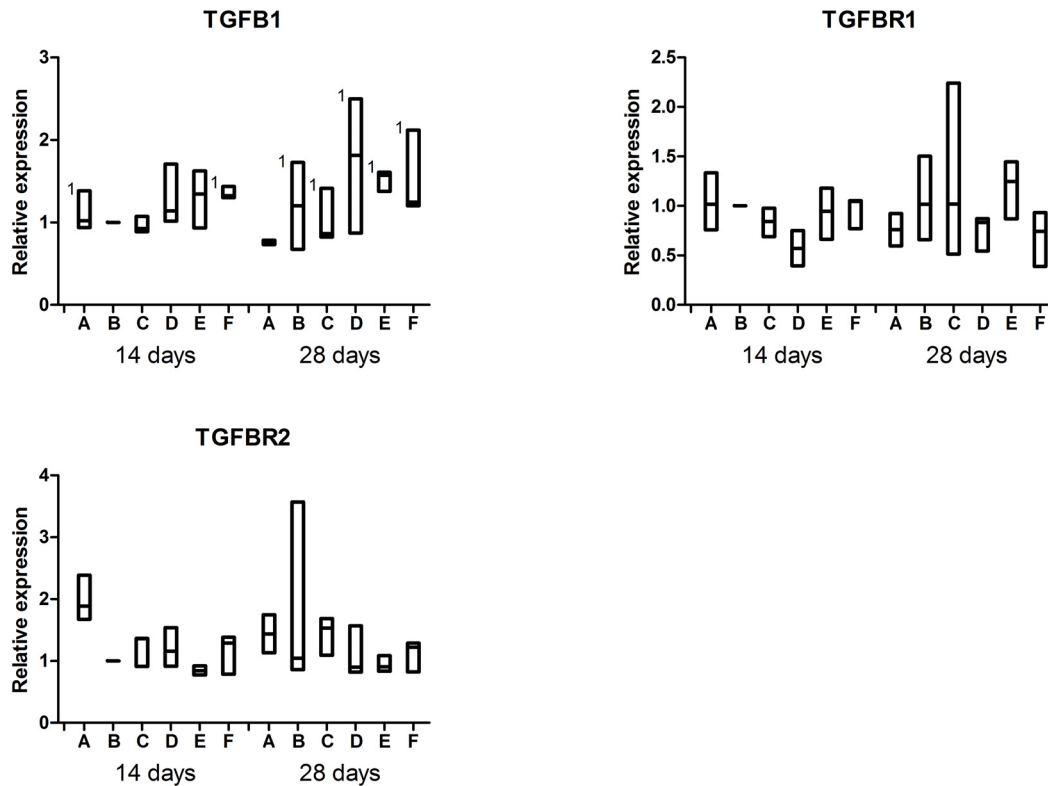 TGFB1
3
2
1
0
Relative expression
1 1 1 1 1 1 1
A B C D E F A B C D E F
14 days 28 days
TGFBR1
2.5
2.0
1.5
1.0
0.5
0.0
Relative expression
A B C D E F A B C D E F
14 days 28 days
TGFBR2
4
3
2
1
0
Relative expression
A B C D E F A B C D E F
14 days 28 days